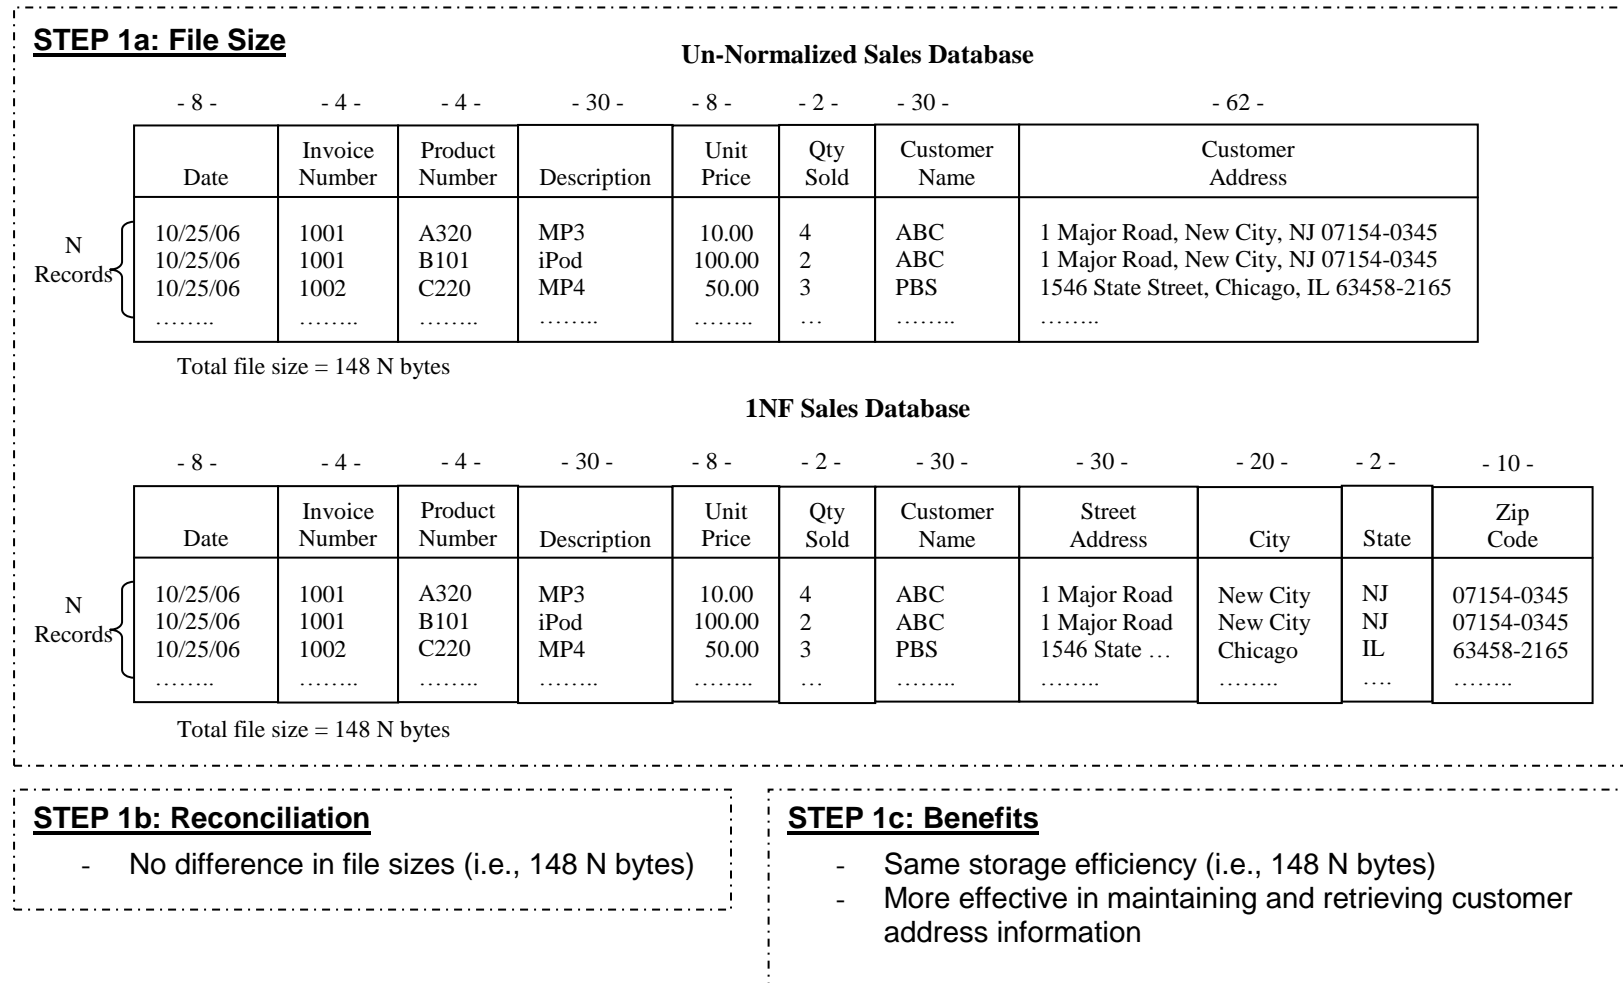 STEP 1a: File Size
Un-Normalized Sales Database
- 8 - - 4 - - 4 - - 30 - - 8 - - 2 - - 30 - - 62 -
Invoice Product Unit Qty Customer Customer
Date Number Number Description Price Sold Name Address
10/25/06 1001 A320 MP3 10.00 4 ABC 1 Major Road, New City, NJ 07154-0345
N
10/25/06 1001 B101 iPod 100.00 2 ABC 1 Major Road, New City, NJ 07154-0345
Records
10/25/06 1002 C220 MP4 50.00 3 PBS 1546 State Street, Chicago, IL 63458-2165
…….. …….. …….. …….. …….. … …….. ……..
Total file size = 148 N bytes
1NF Sales Database
- 8 - - 4 - - 4 - - 30 - - 8 - - 2 - - 30 - - 30 - - 20 - - 2 - - 10 -
Invoice Product Unit Qty Customer Street Zip
Date Number Number Description Price Sold Name Address City State Code
10/25/06 1001 A320 MP3 10.00 4 ABC 1 Major Road New City NJ 07154-0345
N
10/25/06 1001 B101 iPod 100.00 2 ABC 1 Major Road New City NJ 07154-0345
Records
10/25/06 1002 C220 MP4 50.00 3 PBS 1546 State … Chicago IL 63458-2165
…….. …….. …….. …….. …….. … …….. …….. …….. …. ……..
Total file size = 148 N bytes
STEP 1b: Reconciliation
- No difference in file sizes (i.e., 148 N bytes)
STEP 1c: Benefits
- Same storage efficiency (i.e., 148 N bytes)
- More effective in maintaining and retrieving customer
address information